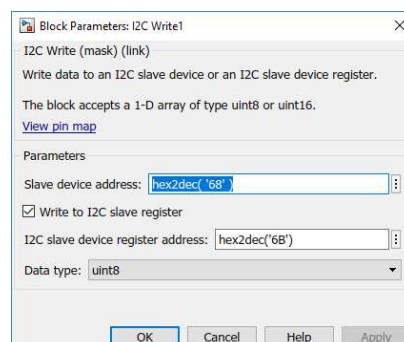 Block Parameters: I2C Write1
I2C Write (mask) (link)
Write data to an I2C slave device or an I2C slave device register.
The block accepts a 1-D array of type uint8 or uint16.
View pin map
Parameters
Slave device address: hex2dec( '68' )
Write to I2C slave register
I2C slave device register address: hex2dec('6B')
Data type: uint8
OK Cancel Help Apply